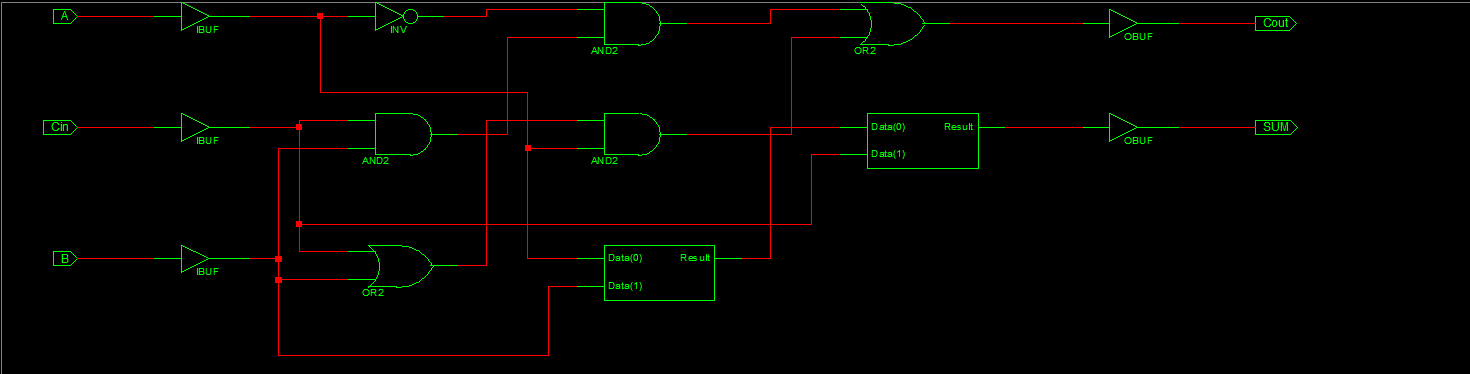 A
IBUF
INV
AND2
OR2
OBUF
Cout
Cin
IBUF
AND2
AND2
Data(0)
Result
Data(1)
OBUF
SUM
B
IBUF
OR2
Data(0)
Result
Data(1)